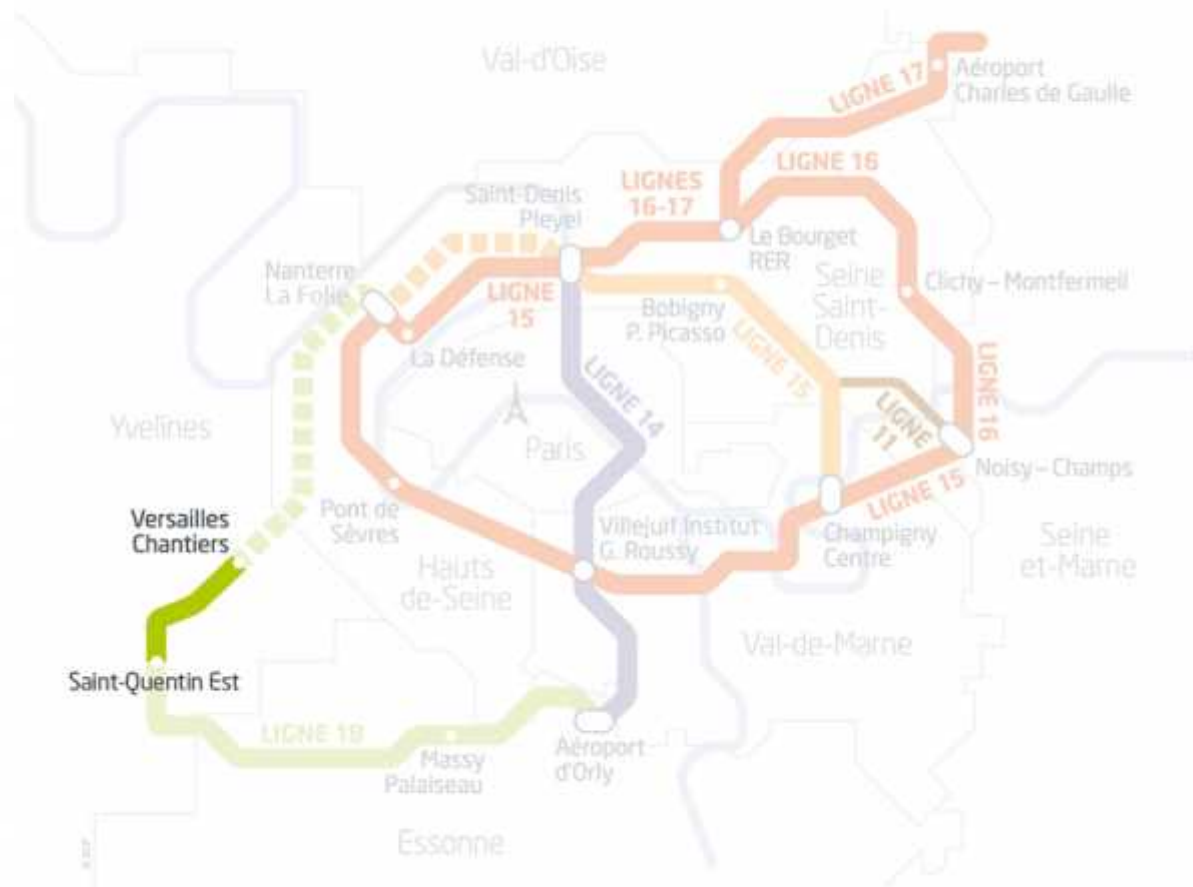 Val-d'Oise
LIGNE 17
Aéroport
Charles de Gaulle
LIGNE 16
LIGNES
16-17
Saint-Denis
Pleyel
Le Bourget
RER
Nanterre
La Folie
LIGNE
15
Bobigny
P. Picasso
Seine
Saint-
Denis
Clichy – Montfermeil
La Défense
LIGNE 15
LIGNE 14
LIGNE 16
LIGNE
11
Yvelines
Paris
Noisy – Champs
LIGNE 15
Pont de
Sèvres
Versailles
Chantiers
Villejuif Institut
G. Roussy
Champigny
Centre
Seine
et-Marne
Hauts
de-Seine
Val-de-Marne
Saint-Quentin Est
LIGNE 18
Massy
Palaiseau
Aéroport
d'Orly
Essonne